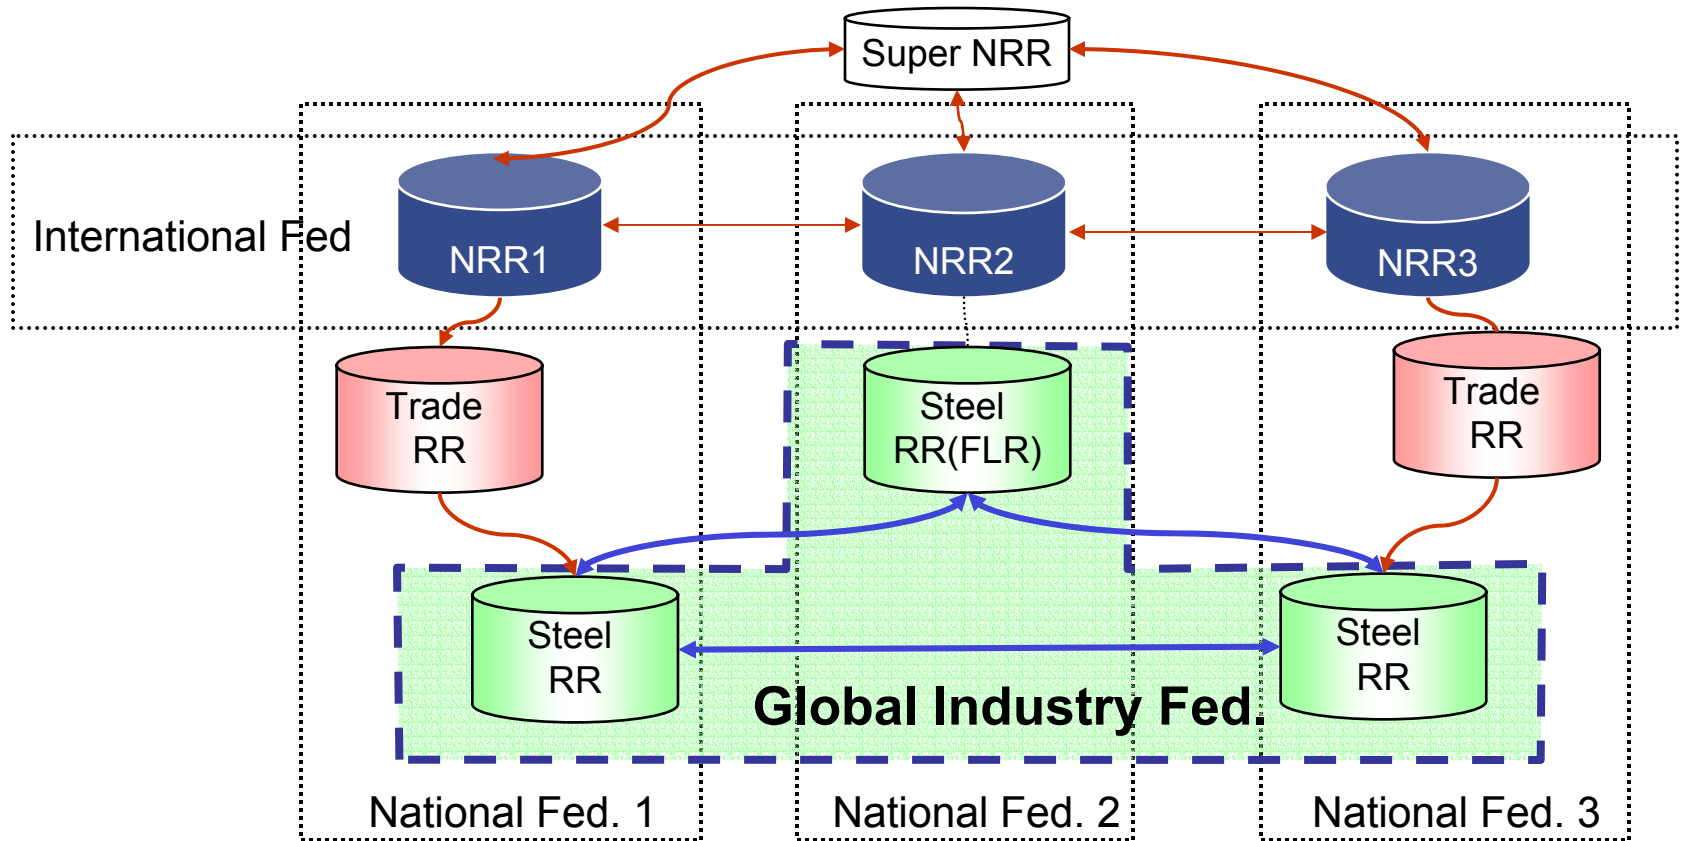 Super NRR
International Fed
NRR1
NRR2
NRR3
Trade
RR
Steel
RR(FLR)
Trade
RR
Steel
RR
Steel
RR
Global Industry Fed.
National Fed. 1
National Fed. 2
National Fed. 3